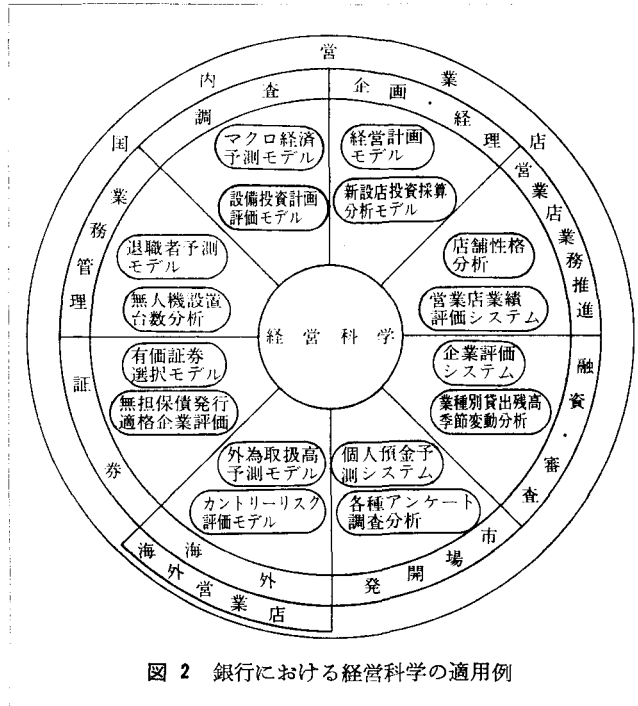 国内営業店
調査
企画・経理
営業店業務推進
融資・審査
市場開発
海外
海外営業店
証券
業務管理
マクロ経済
予測モデル
設備投資計画
評価モデル
経営計画
モデル
新設店投資採算
分析モデル
店舗性格
分析
営業店業績
評価システム
企業評価
システム
業種別貸出残高
季節変動分析
個人預金予
測システム
各種アンケート
調査分析
外為取扱高
予測モデル
カントリーリスク
評価モデル
有価証券
選択モデル
無担保債発行
適格企業評価
退職者予測
モデル
無人機設置
台数分析
経営科学
図 2 銀行における経営科学の適用例